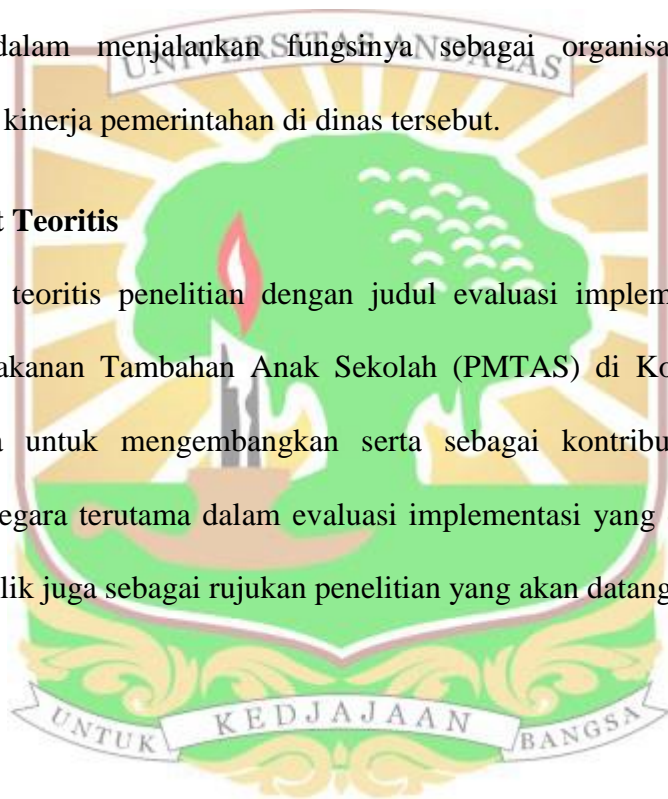 dalam menjalankan fungsinya sebagai organisa
UNIVERSITAS ANDALAS
kinerja pemerintahan di dinas tersebut.
t Teoritis
teoritis penelitian dengan judul evaluasi implem
akanan Tambahan Anak Sekolah (PMTAS) di Ko
untuk mengembangkan serta sebagai kontribu
egara terutama dalam evaluasi implementasi yang
lik juga sebagai rujukan penelitian yang akan datang
UNTUK KEDJAJAAN BANGSA